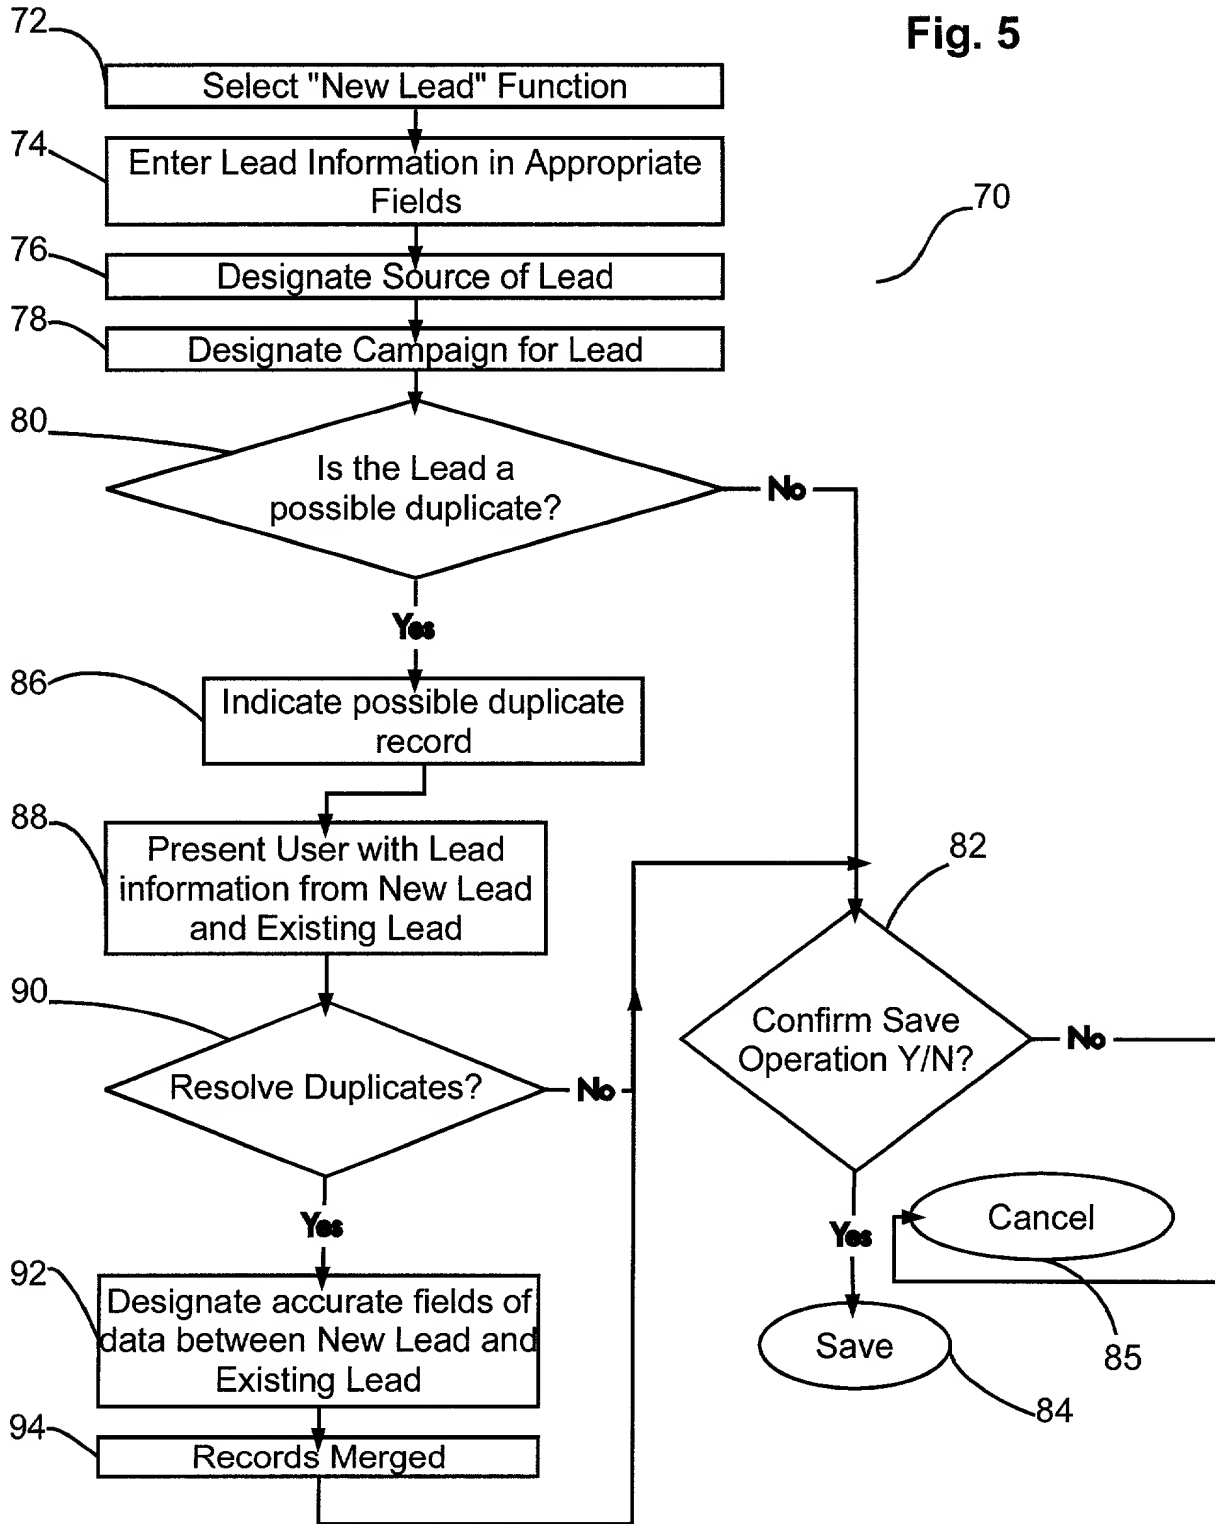 Fig. 5
72
Select "New Lead" Function
74
Enter Lead Information in Appropriate
Fields
70
76
Designate Source of Lead
78
Designate Campaign for Lead
80
Is the Lead a
possible duplicate?
No
Yes
86
Indicate possible duplicate
record
88
Present User with Lead
information from New Lead
and Existing Lead
82
90
Resolve Duplicates?
No
Confirm Save
Operation Y/N?
No
Yes
Yes
Cancel
85
92
Designate accurate fields of
data between New Lead and
Existing Lead
Save
84
94
Records Merged